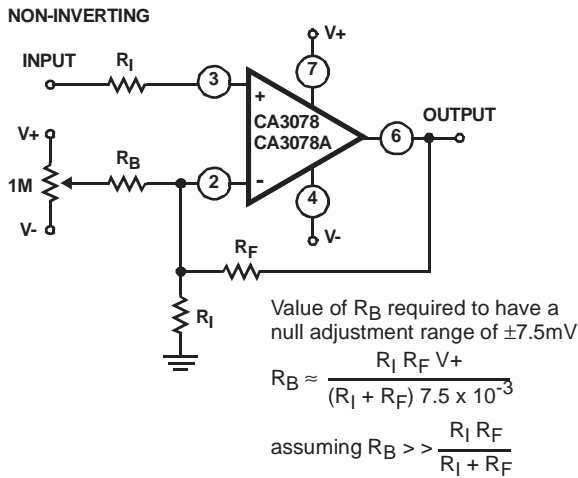 NON-INVERTING
INPUT
R_I
3
+
7
V+
CA3078
CA3078A
6
OUTPUT
V+
1M
V-
R_B
2
-
4
V-
R_F
R_I
Value of R_B required to have a
null adjustment range of ±7.5mV
R_B ≈ R_I R_F V+ / (R_I + R_F) 7.5 x 10^-3
assuming R_B > > R_I R_F / R_I + R_F